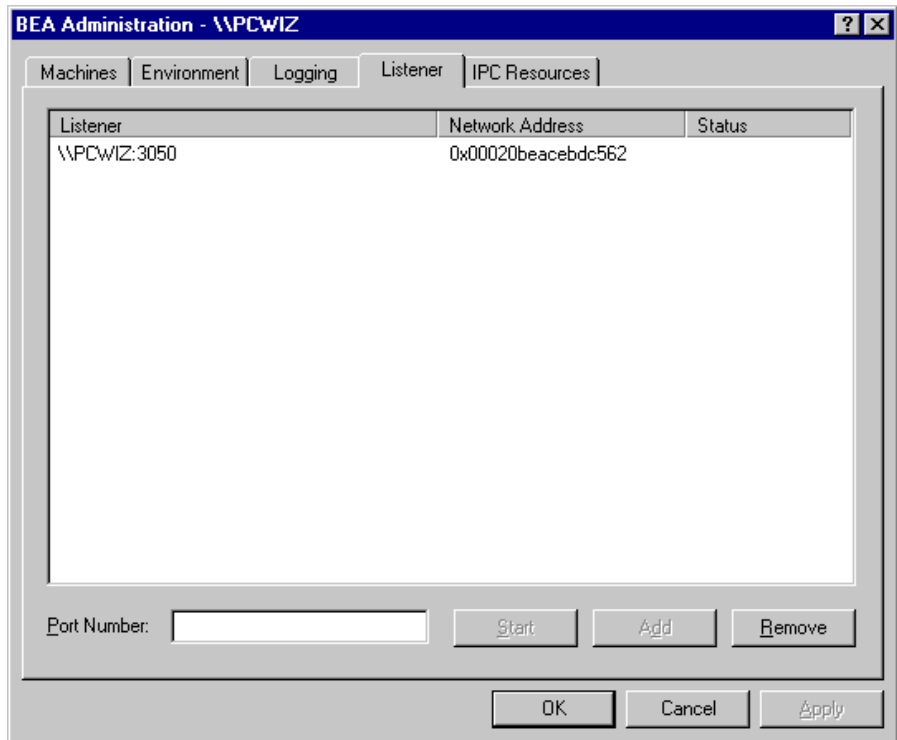 BEA Administration - \\PCWIZ
Machines Environment Logging Listener IPC Resources
Listener Network Address Status
\\PCWIZ:3050 0x00020beacebdc562
Port Number: Start Add Remove
OK Cancel Apply